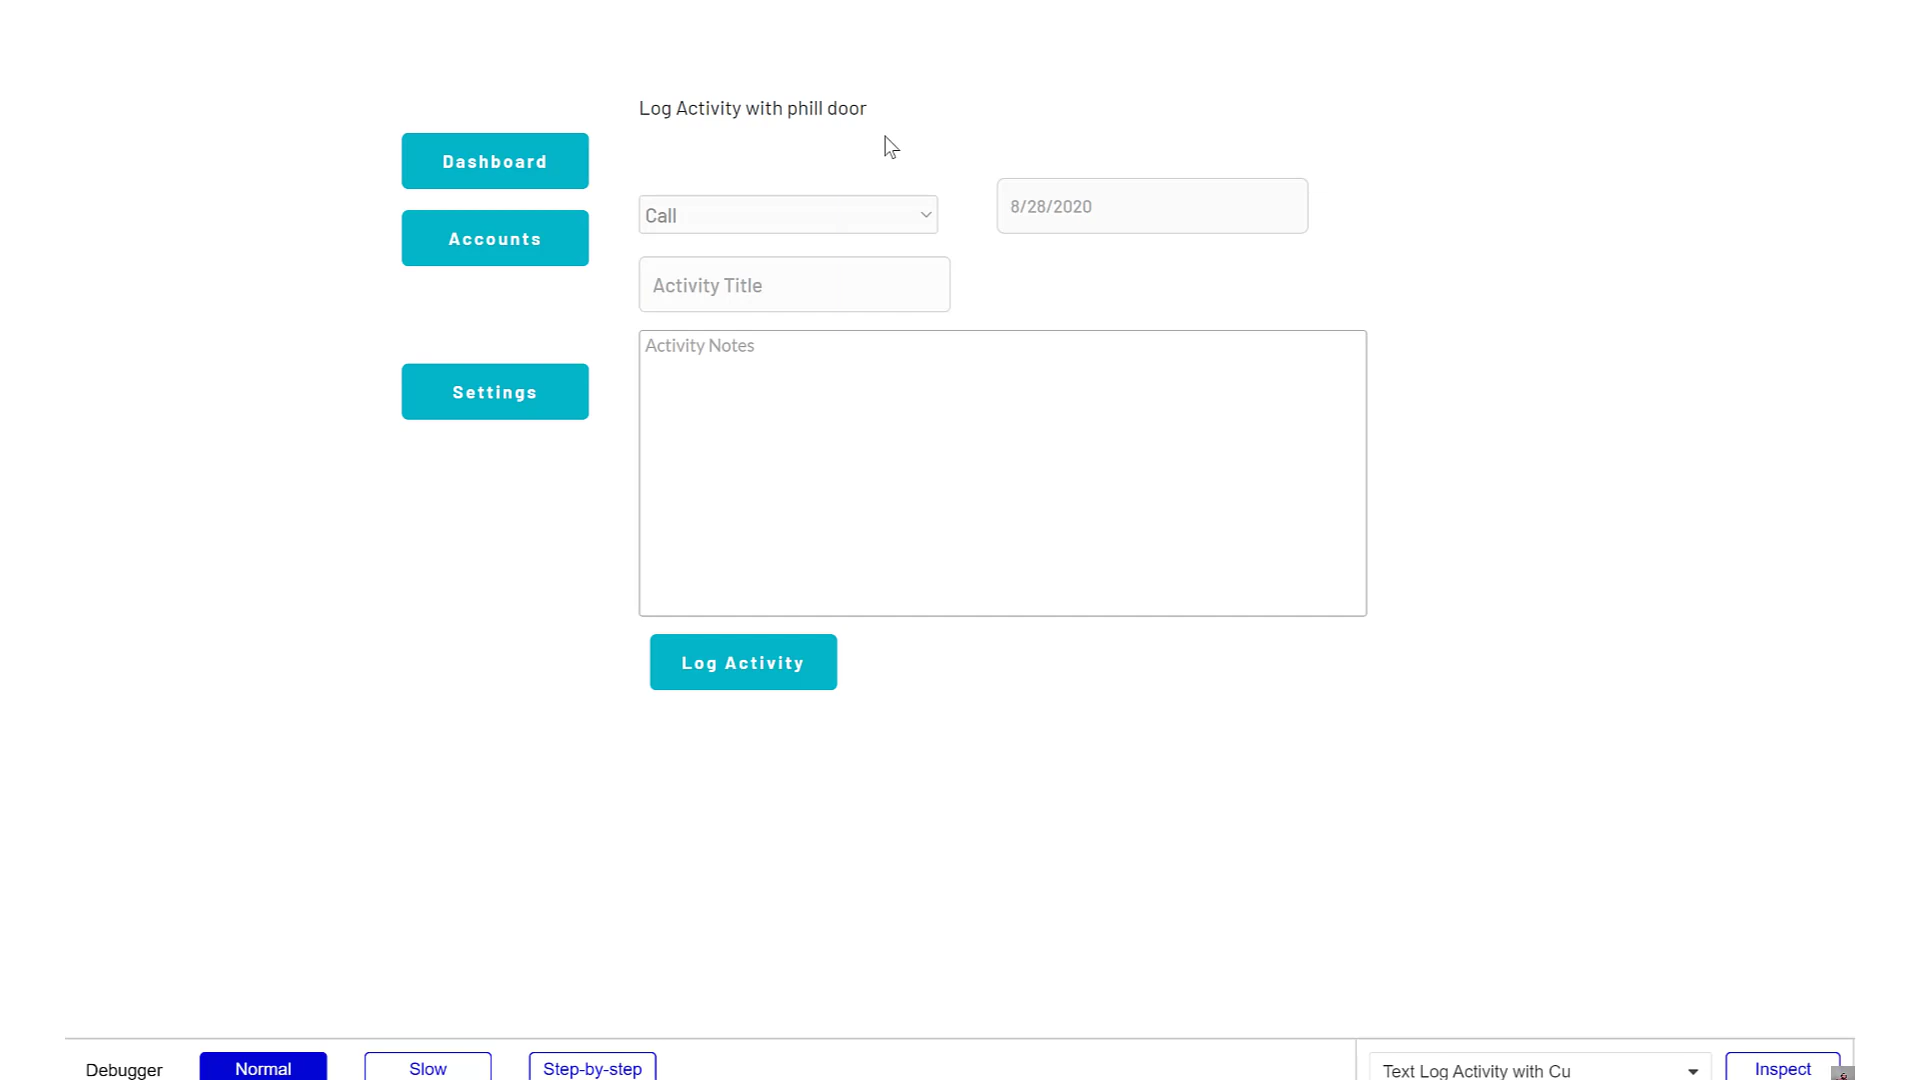 Log Activity with phill door
Dashboard
Accounts
Settings
Call
8/28/2020
Activity Title
Activity Notes
Log Activity
Debugger
Normal
Slow
Step-by-step
Text Log Activity with Cu
Inspect